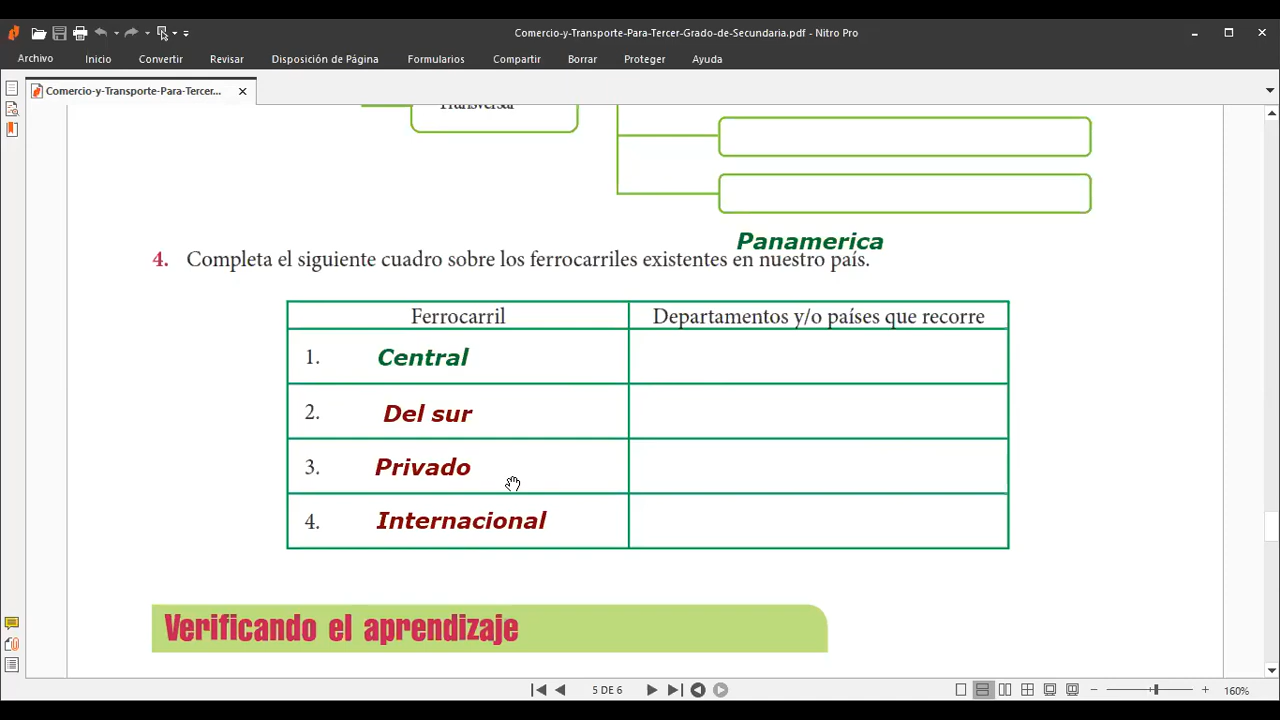 Comercio-y-Transporte-Para-Tercer-Grado-de-Secundaria.pdf - Nitro Pro
Archivo Inicio Convertir Revisar Disposición de Página Formularios Compartir Borrar Proteger Ayuda
Comercio-y-Transporte-Para-Tercer...
Transversal
Panamerica
4. Completa el siguiente cuadro sobre los ferrocarriles existentes en nuestro país.
Ferrocarril Departamentos y/o países que recorre
1. Central
2. Del sur
3. Privado
4. Internacional
Verificando el aprendizaje
5 DE 6
160%